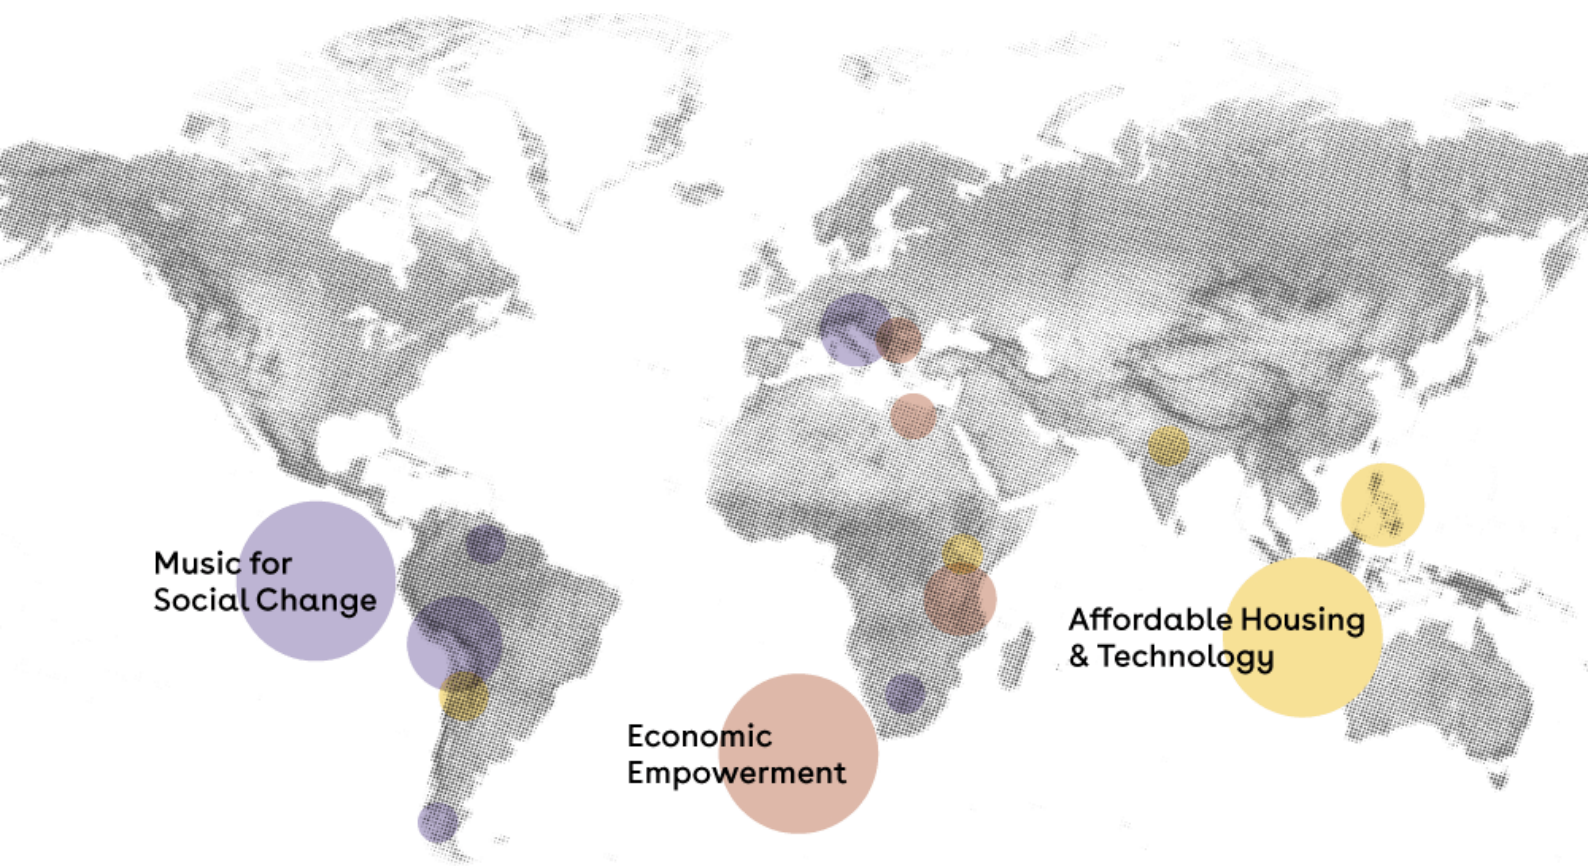 Music for
Social Change
Economic
Empowerment
Affordable Housing
& Technology